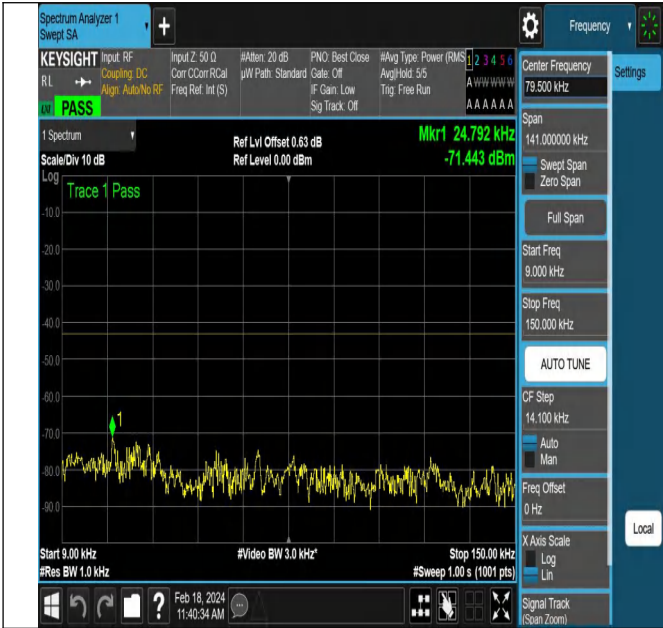 Spectrum Analyzer 1
Swept SA
+
Frequency
KEYSIGHT
RL
PASS
Input: RF
Coupling: DC
Align: Auto/No RF
Input Z: 50 Ω
Corr CCorr RCal
Freq Ref: Int (S)
#Atten: 20 dB
µW Path: Standard
PNO: Best Close
Gate: Off
IF Gain: Low
Sig Track: Off
#Avg Type: Power (RMS
Avg|Hold: 5/5
Trig: Free Run
1 2 3 4 5 6
A W W W W W
A A A A A A
1 Spectrum
Scale/Div 10 dB
Ref Lvl Offset 0.63 dB
Ref Level 0.00 dBm
Mkr1 24.792 kHz
-71.443 dBm
Log
Trace 1 Pass
-10.0
-20.0
-30.0
-40.0
-50.0
-60.0
-70.0
-80.0
-90.0
1
Start 9.00 kHz
#Res BW 1.0 kHz
#Video BW 3.0 kHz*
Stop 150.00 kHz
#Sweep 1.00 s (1001 pts)
?
Feb 18, 2024
11:40:34 AM
Center Frequency
79.500 kHz
Span
141.000000 kHz
Swept Span
Zero Span
Full Span
Start Freq
9.000 kHz
Stop Freq
150.000 kHz
AUTO TUNE
CF Step
14.100 kHz
Auto
Man
Freq Offset
0 Hz
X Axis Scale
Log
Lin
Signal Track
(Span Zoom)
Settings
Local